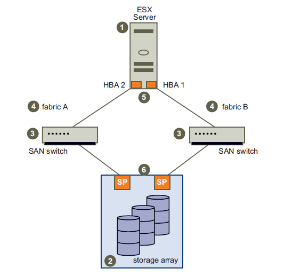 ESX
Server
1
HBA 2
HBA 1
5
4 fabric A
4 fabric B
3
3
SAN switch
SAN switch
6
SP
SP
2
storage array